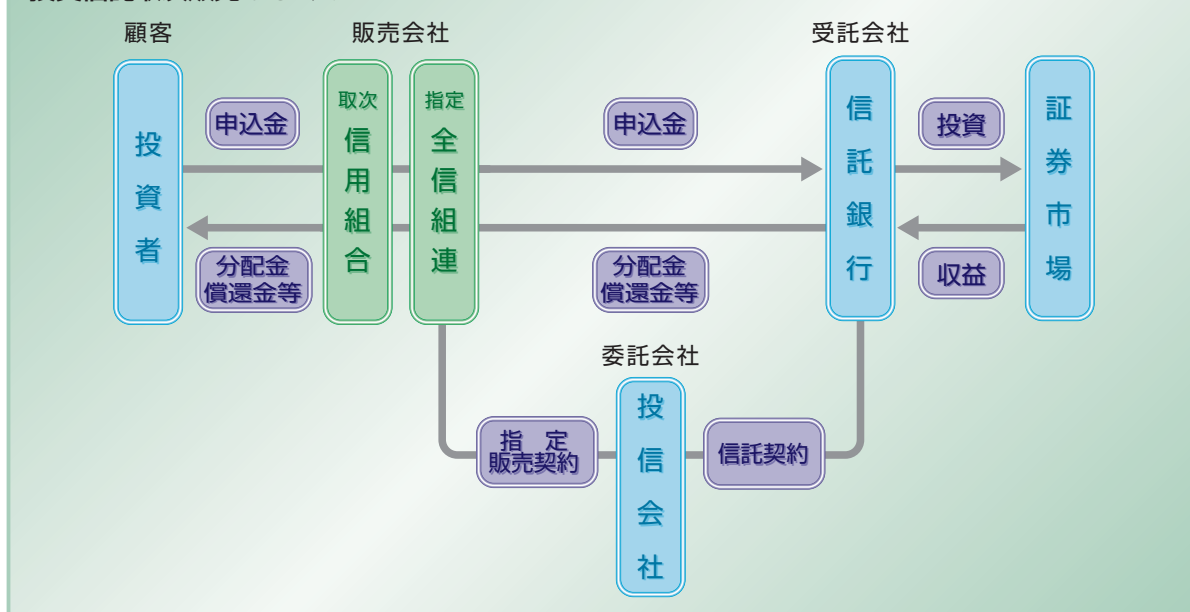 顧客
販売会社
受託会社
投資者
申込金
取次
信用組合
指定
全信組連
申込金
信託銀行
投資
証券市場
分配金
償還金等
分配金
償還金等
収益
委託会社
投信会社
指 定
販売契約
信託契約